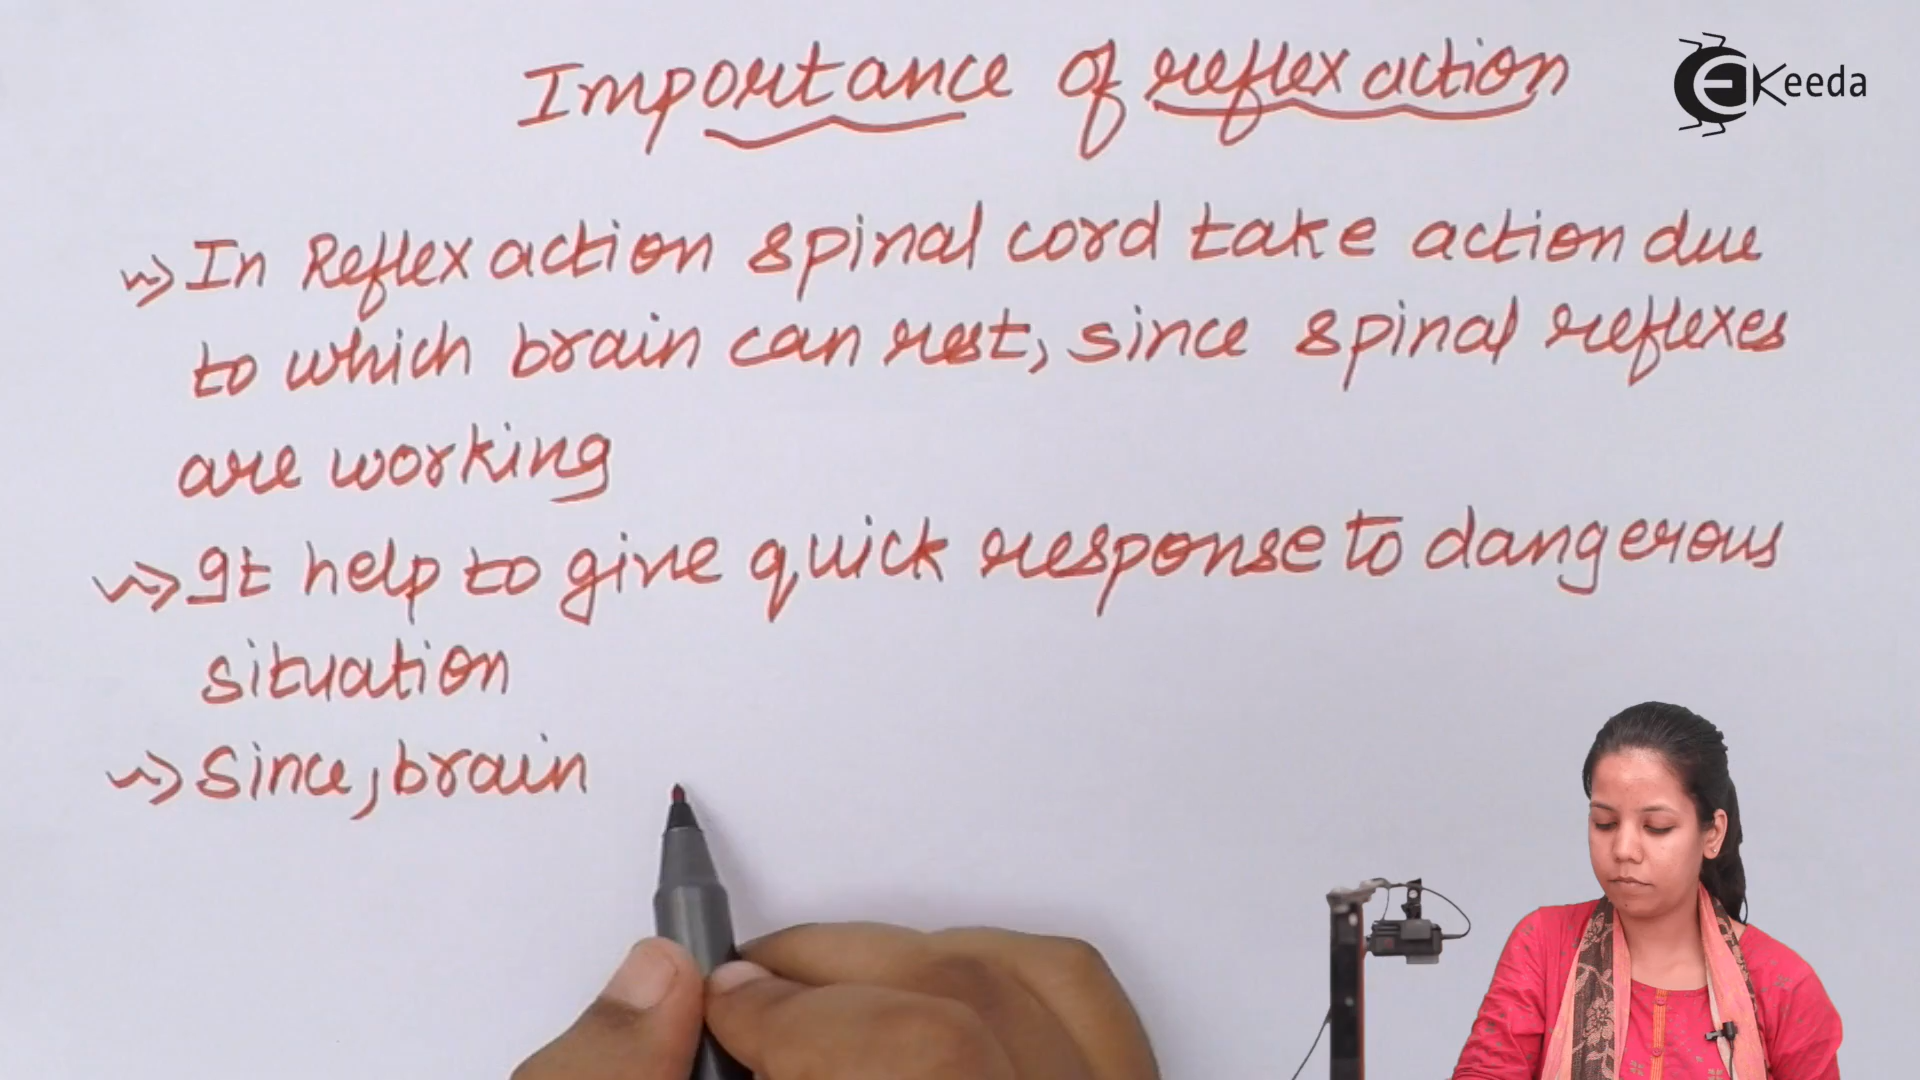 Importance of reflex action
EKeeda
~> In Reflex action spinal cord take action due
to which brain can rest, since spinal reflexes
are working
~> It help to give quick response to dangerous
situation
~> Since, brain